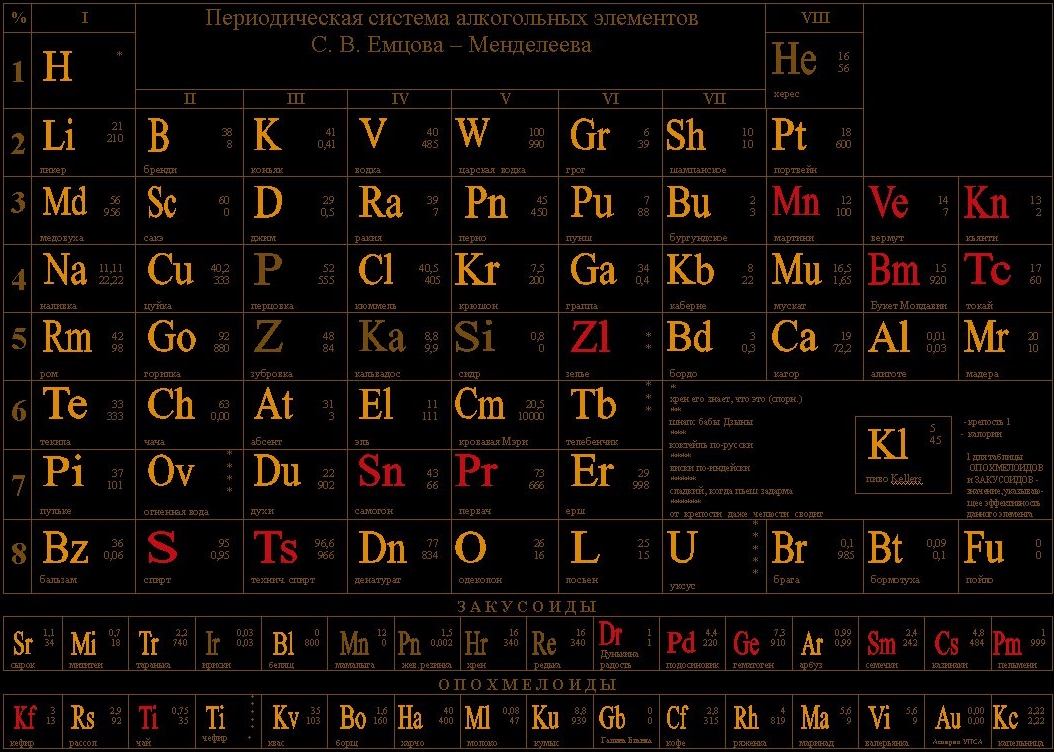 % I Периодическая система алкогольных элементов VIII
С. В. Емцова – Менделеева
II III IV V VI VII
1 H * He 16 56
херес
2 Li 21 210 B 38 8 K 41 0,41 V 40 485 W 100 990 Gr 6 39 Sh 10 10 Pt 18 600
ликер бренди коньяк водка царская водка грог шампанское портвейн
3 Md 56 956 Sc 60 0 D 29 0,5 Ra 39 7 Pn 45 450 Pu 7 88 Bu 2 3 Mn 12 100 Ve 14 7 Kn 13 2
медовуха сакэ джим ракия перно пунш бургундское мартини вермут кьянти
4 Na 11,11 22,22 Cu 40,2 333 P 52 555 Cl 40,5 405 Kr 7,5 200 Ga 34 0,4 Kb 8 22 Mu 16,5 1,65 Bm 15 920 Tc 17 60
наливка цуйка перцовка кюммель крюшон граппа каберне мускат Букет Молдавии токай
5 Rm 42 98 Go 92 880 Z 48 84 Ka 8,8 9,9 Si 0,8 0 Zl * * Bd 3 0,3 Ca 19 72,2 Al 0,01 0,03 Mr 20 10
ром горилка зубровка кальвадос сидр зелье бордо кагор алиготе мадера
6 Te 33 333 Ch 63 0,00 At 31 3 El 11 111 Cm 20,5 10000 Tb * * *
текила чача абсент эль кровавая Мэри телебенчик
7 Pi 37 101 Ov * * * * Du 22 902 Sn 43 66 Pr 73 666 Er 29 998
пульке огненная вода духи самогон первач ерш
*
хрен его знает, что это (спорн.)
**
шнапс бабы Дзыны
****
коктейль по-русски
*****
виски по-индейски
******
сладкий, когда пьеш задарма
*******
от крепости даже челюсти сводит
Kl 5 45
пиво Kellers
- крепость 1
- калории
1 для таблицы
ОПОХМЕЛОИДОВ
и ЗАКУСОИДОВ -
значение,указываю-
щее эффективность
данного элемента
8 Bz 36 0,06 S 95 0,95 Ts 96,6 966 Dn 77 834 O 26 16 L 25 15 U * * * * Br 0,1 985 Bt 0,09 0,1 Fu 0 0
бальзам спирт технич. спирт денатурат одеколон лосьен уксус брага бормотуха пойло
ЗАКУСОИДЫ
Sr 1,1 34 Mi 0,7 18 Tr 2,2 740 Ir 0,03 0,03 Bl 0 800 Mn 12 0 Pn 1,5 0,002 Hr 16 340 Re 16 340 Dr 1 1 Pd 4,4 220 Ge 7,3 910 Ar 0,99 0,99 Sm 2,4 242 Cs 4,8 484 Pm 1 999
сырок мититеи таранька ириски беляш мамалыга жев.резинка хрен редька Дунькина радость подосиновик гематоген арбуз семечки казинаки пельмени
ОПОХМЕЛОИДЫ
Kf 3 13 Rs 2,9 92 Ti 0,75 35 Ti * * * * * Kv 3,5 103 Bo 1,6 160 Ha 40 400 Ml 0,08 47 Ku 8,8 939 Gb 0 0 Cf 2,8 315 Rh 4 819 Ma 5,6 9 Vi 5,6 9 Au 0,00 0,00 Kc 2,22 2,22
кефир рассол чай чефир квас борщ харчо молоко кумыс Галина Бланка кофе ряженка маринад валерьянка Аспирин УПСА капельница